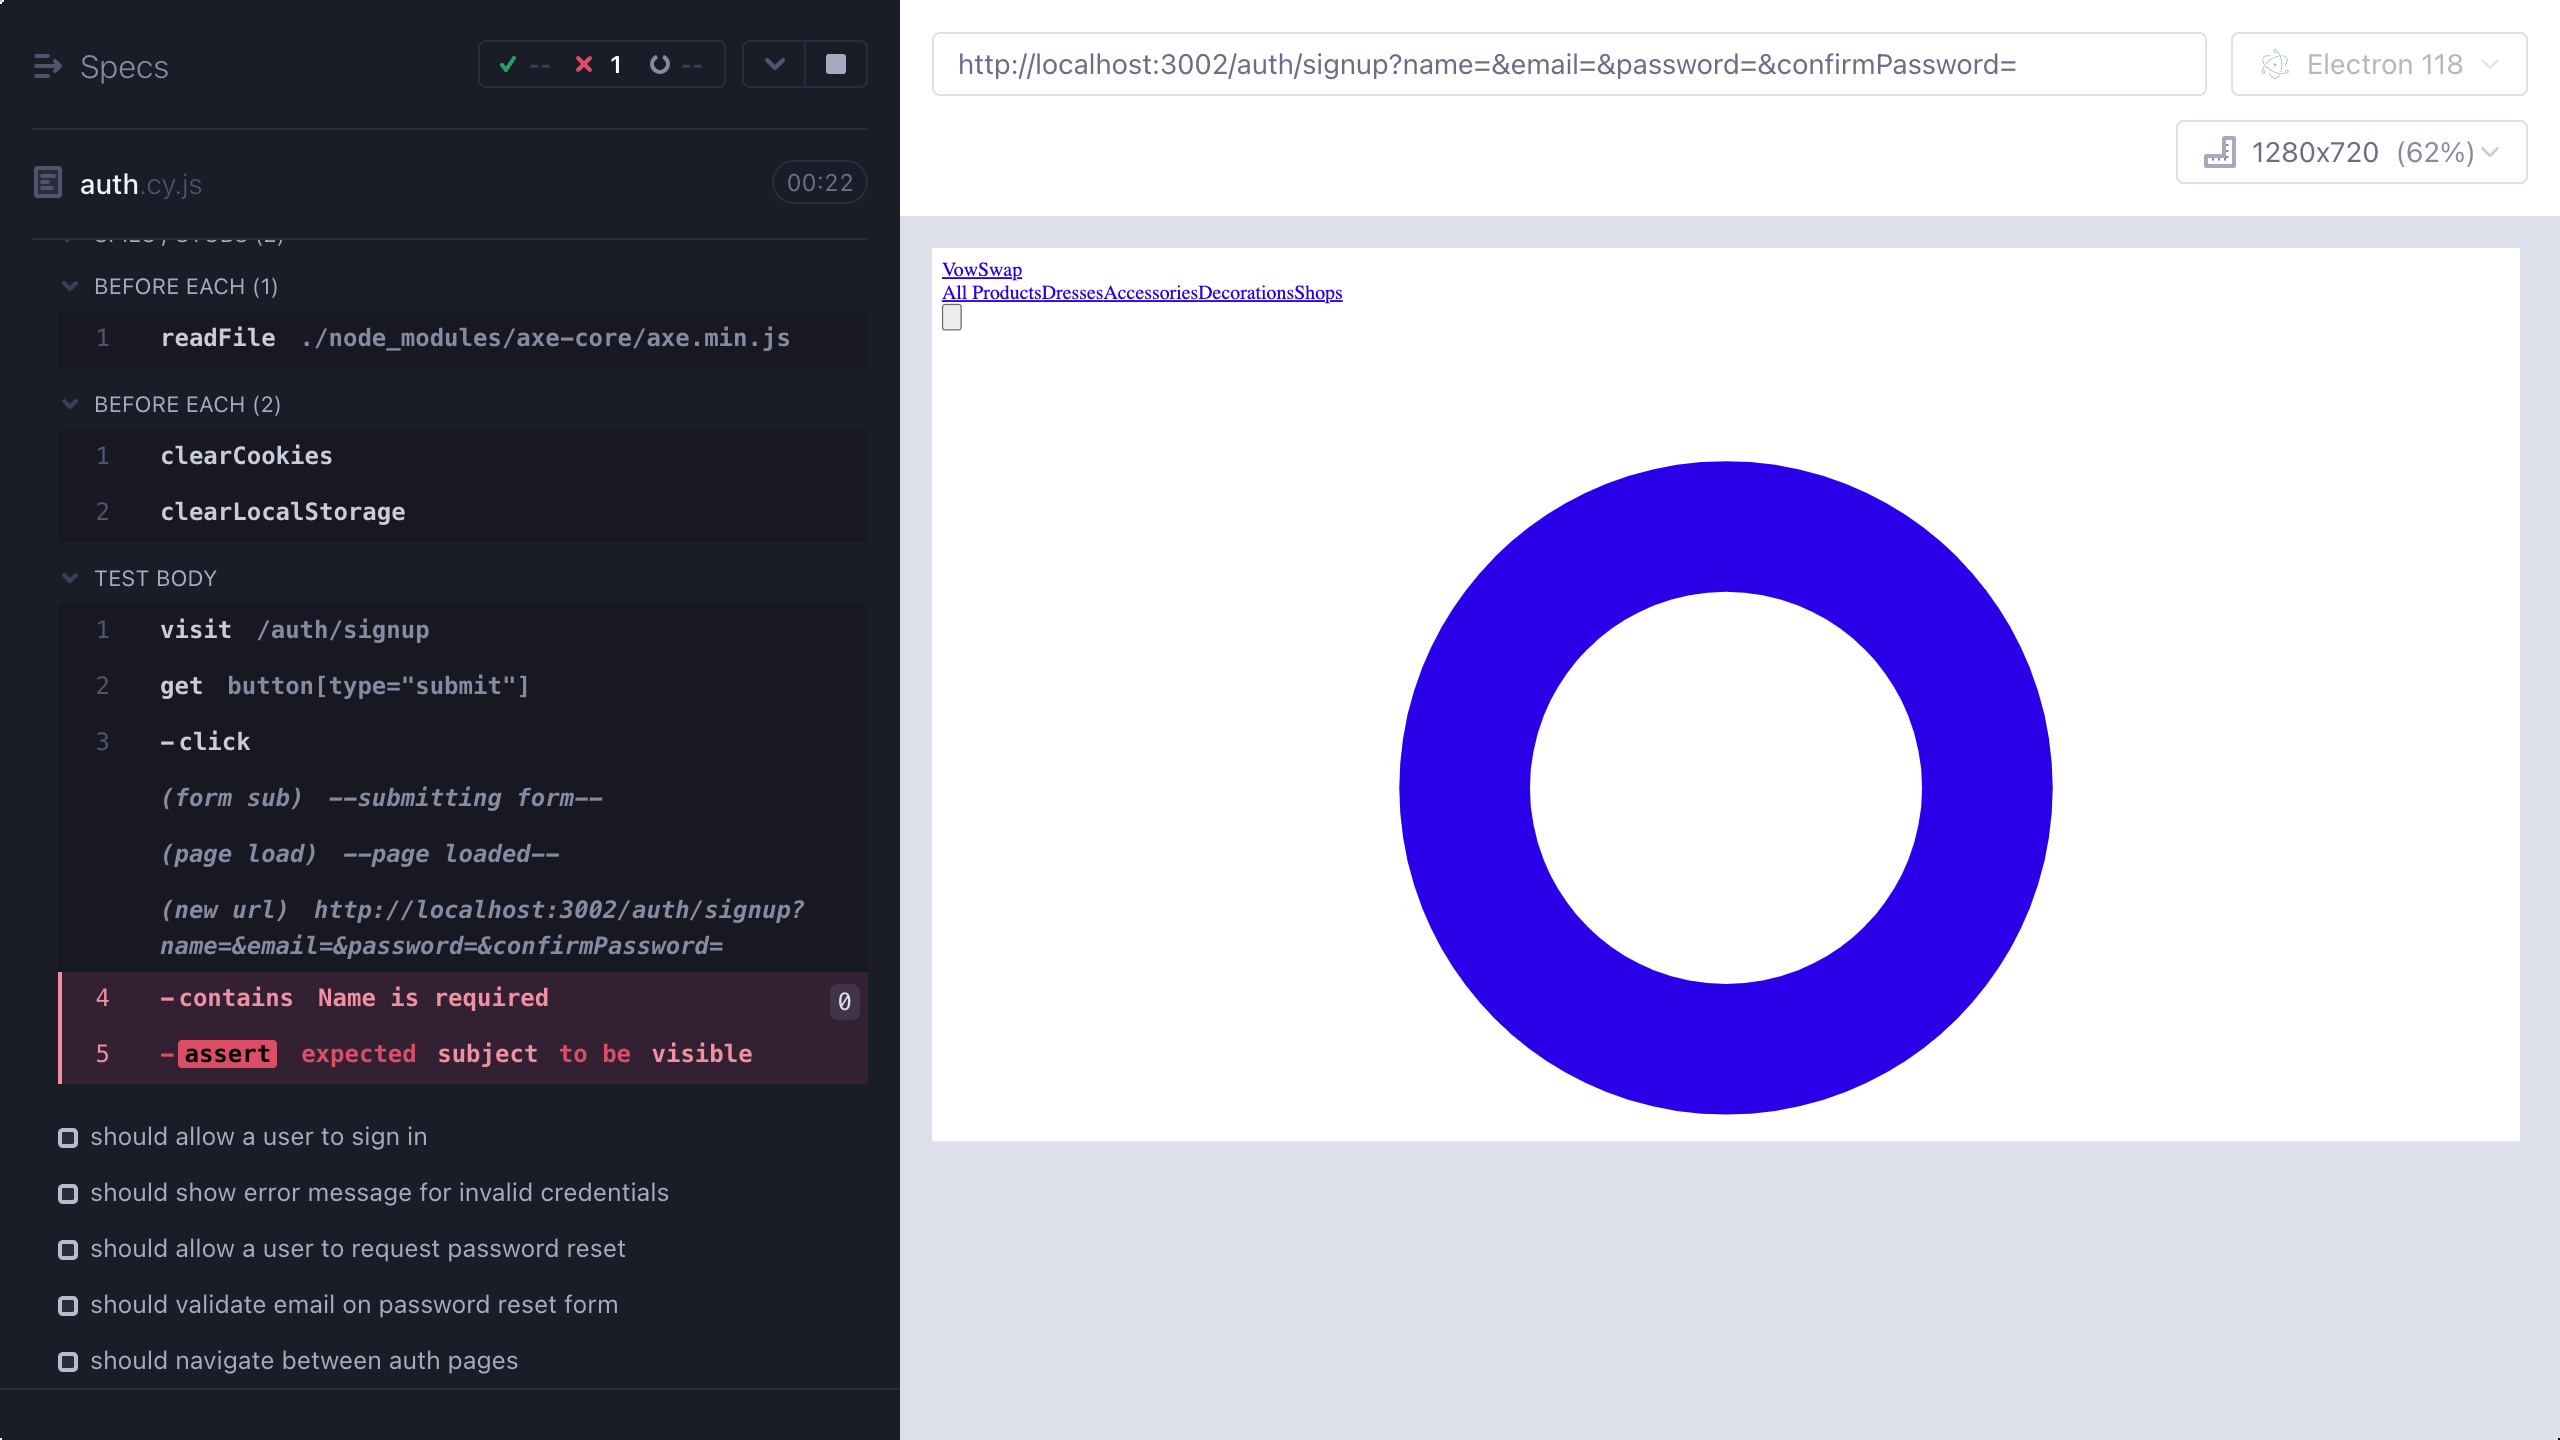 Specs
-- 1 --
auth.cy.js 00:22
BEFORE EACH (1)
1 readFile ./node_modules/axe-core/axe.min.js
BEFORE EACH (2)
1 clearCookies
2 clearLocalStorage
TEST BODY
1 visit /auth/signup
2 get button[type="submit"]
3 -click
(form sub) --submitting form--
(page load) --page loaded--
(new url) http://localhost:3002/auth/signup?
name=&email=&password=&confirmPassword=
4 -contains Name is required 0
5 -assert expected subject to be visible
should allow a user to sign in
should show error message for invalid credentials
should allow a user to request password reset
should validate email on password reset form
should navigate between auth pages
http://localhost:3002/auth/signup?name=&email=&password=&confirmPassword=
Electron 118
1280x720 (62%)
VowSwap
All ProductsDressesAccessoriesDecorationsShops